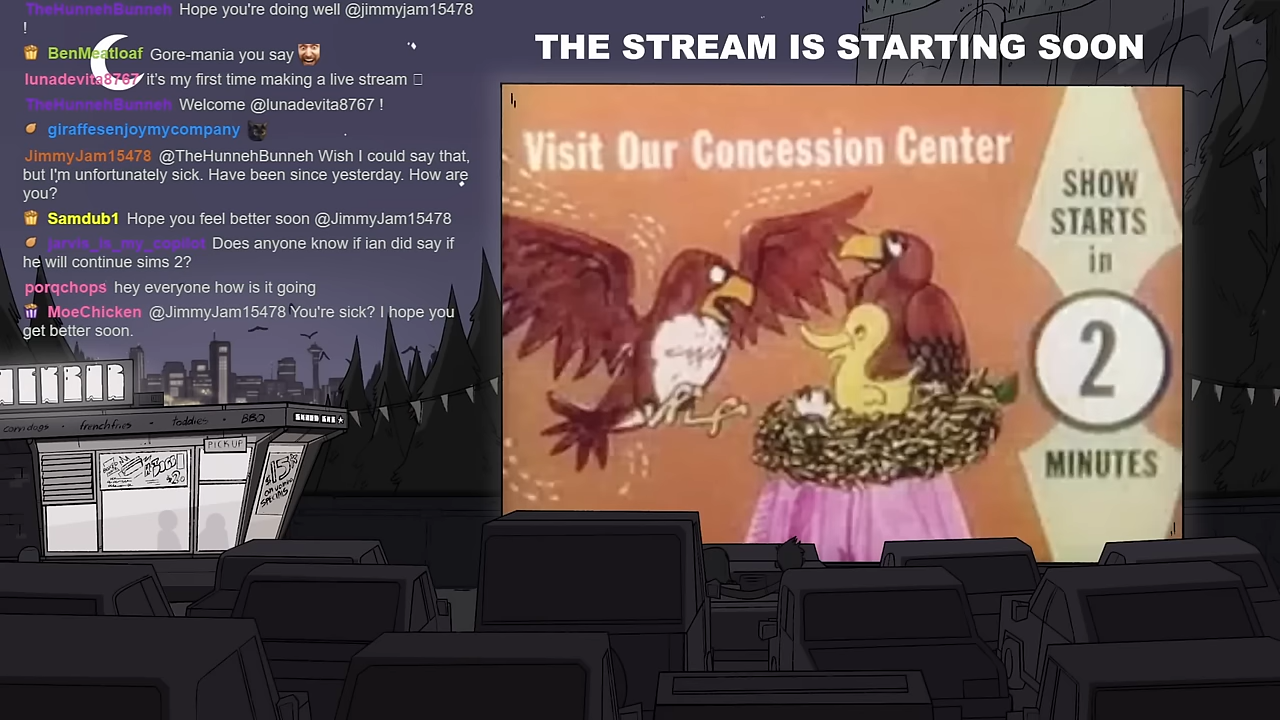 TheHunnehBunneh Hope you're doing well @jimmyjam15478
!
BenMeatloaf Gore-mania you say
lunadevita8767 it's my first time making a live stream
TheHunnehBunneh Welcome @lunadevita8767 !
giraffesenjoymycompany
JimmyJam15478 @TheHunnehBunneh Wish I could say that,
but I'm unfortunately sick. Have been since yesterday. How are
you?
Samdub1 Hope you feel better soon @JimmyJam15478
jarvis_is_my_copilot Does anyone know if ian did say if
he will continue sims 2?
porqchops hey everyone how is it going
MoeChicken @JimmyJam15478 You're sick? I hope you
get better soon.
THE STREAM IS STARTING SOON
Visit Our Concession Center
SHOW
STARTS
in
2
MINUTES
corndogs · frenchfries · toddies · BBQ
PICKUP
15%